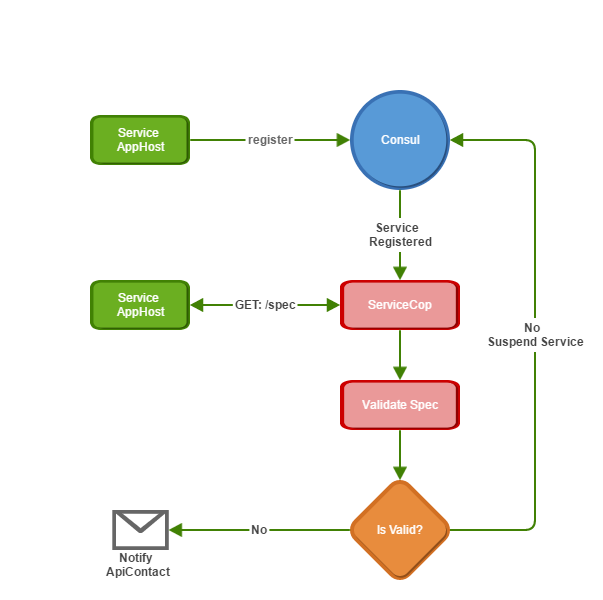 Service
AppHost
register
Consul
Service
Registered
Service
AppHost
GET: /spec
ServiceCop
No
Suspend Service
Validate Spec
Is Valid?
No
Notify
ApiContact